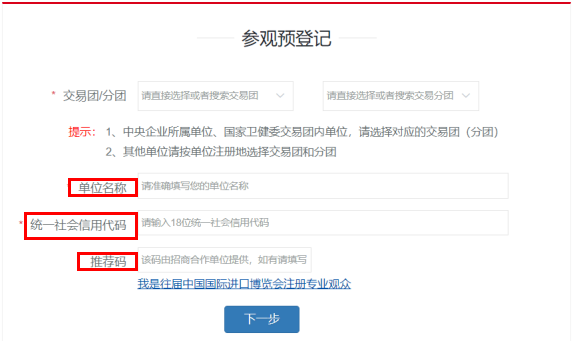 参观预登记
* 交易团/分团 请直接选择或者搜索交易团 请直接选择或者搜索交易分团
提示： 1、中央企业所属单位、国家卫健委交易团内单位，请选择对应的交易团（分团）
2、其他单位请按单位注册地选择交易团和分团
单位名称 请准确填写您的单位名称
* 统一社会信用代码 请输入18位统一社会信用代码
推荐码 该码由招商合作单位提供，如有请填写
我是往届中国国际进口博览会注册专业观众
下一步